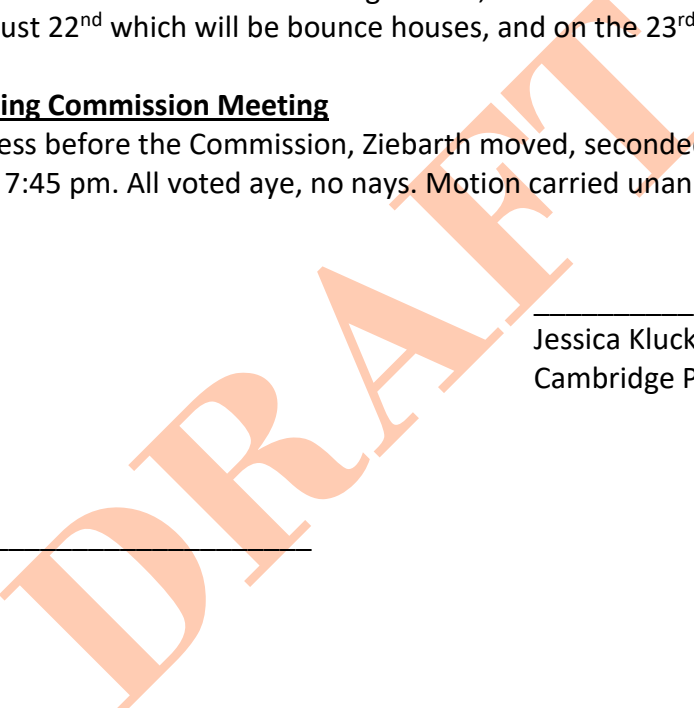 ust 22nd which will be bounce houses, and on the 23rd
ing Commission Meeting
ess before the Commission, Ziebarth moved, seconde
7:45 pm. All voted aye, no nays. Motion carried unan
Jessica Kluck
Cambridge P
DRAFT